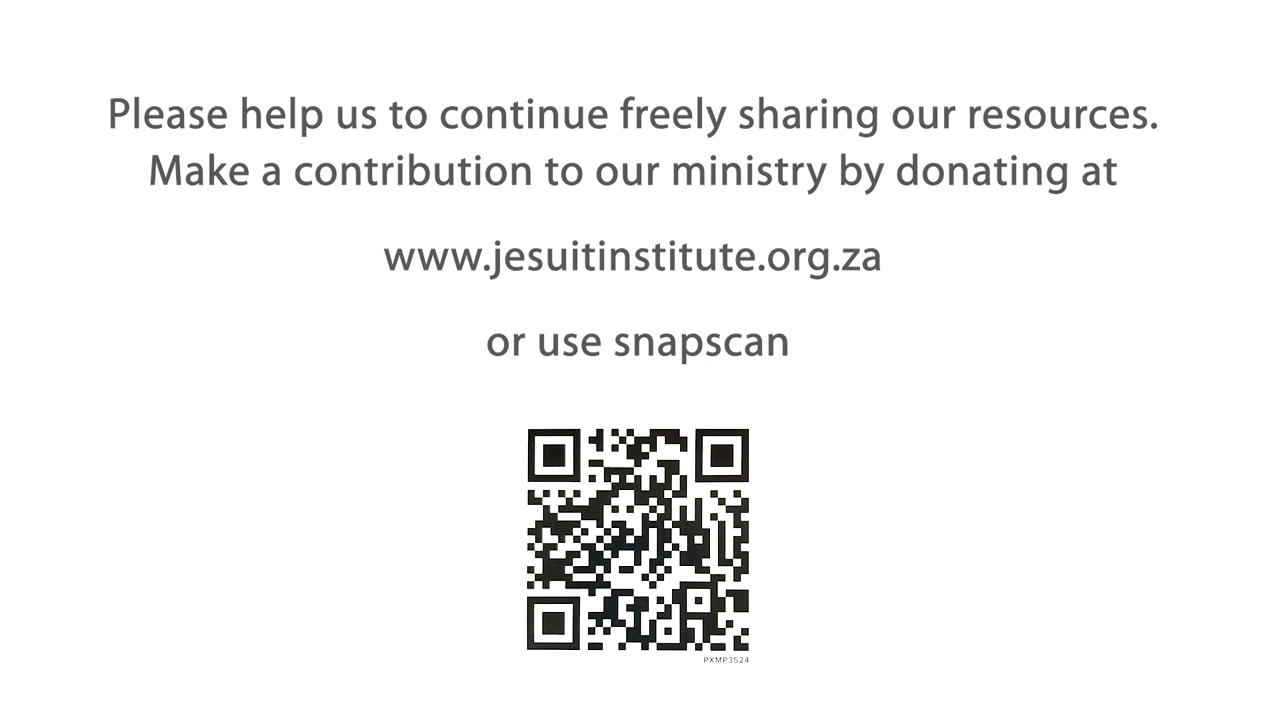 Please help us to continue freely sharing our resources.
Make a contribution to our ministry by donating at
www.jesuitinstitute.org.za
or use snapscan
PXMP3524